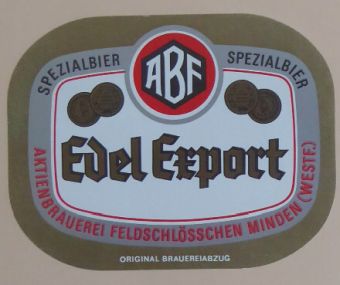 ABF
SPEZIALBIER SPEZIALBIER
Edel Export
AKTIENBRAUEREI FELDSCHLÖSSCHEN MINDEN (WESTF.)
ORIGINAL BRAUEREIABZUG